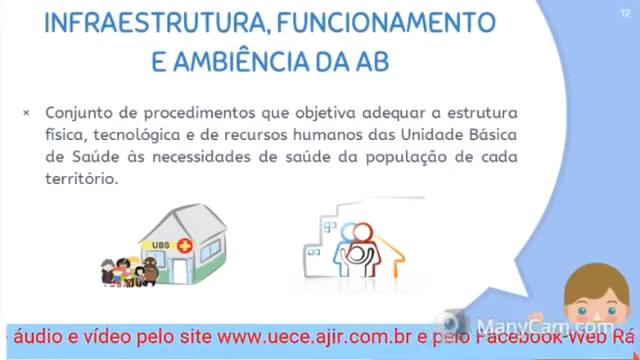 12
INFRAESTRUTURA, FUNCIONAMENTO
E AMBIÊNCIA DA AB
× Conjunto de procedimentos que objetiva adequar a estrutura
física, tecnológica e de recursos humanos das Unidade Básica
de Saúde às necessidades de saúde da população de cada
território.
UBS
ManyCam.com
áudio e vídeo pelo site www.uece.ajir.com.br e pelo Facebook-Web Rá